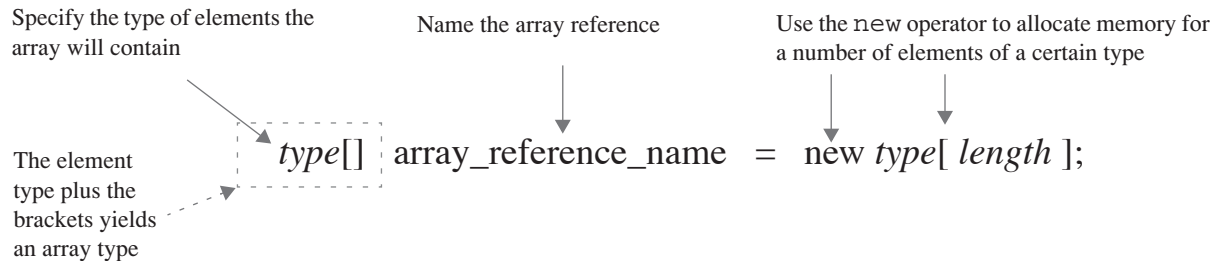 Specify the type of elements the
array will contain
Name the array reference
Use the new operator to allocate memory for
a number of elements of a certain type
type[] array_reference_name = new type[ length ];
The element
type plus the
brackets yields
an array type